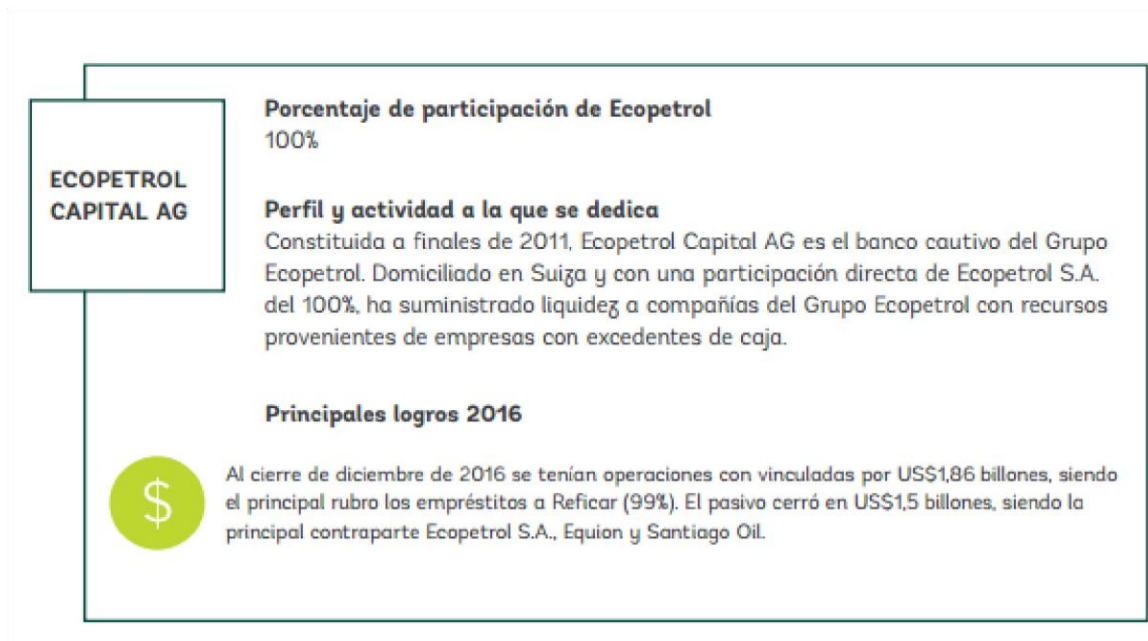 ECOPETROL
CAPITAL AG
Porcentaje de participación de Ecopetrol
100%
Perfil y actividad a la que se dedica
Constituida a finales de 2011, Ecopetrol Capital AG es el banco cautivo del Grupo
Ecopetrol. Domiciliado en Suiza y con una participación directa de Ecopetrol S.A.
del 100%, ha suministrado liquidez a compañías del Grupo Ecopetrol con recursos
provenientes de empresas con excedentes de caja.
Principales logros 2016
$
Al cierre de diciembre de 2016 se tenían operaciones con vinculadas por US$1,86 billones, siendo
el principal rubro los empréstitos a Reficar (99%). El pasivo cerró en US$1,5 billones, siendo la
principal contraparte Ecopetrol S.A., Equion y Santiago Oil.